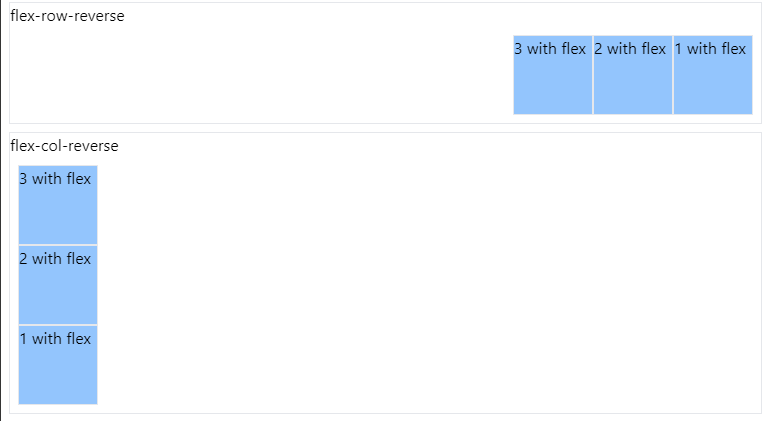 flex-row-reverse
3 with flex 2 with flex 1 with flex
flex-col-reverse
3 with flex
2 with flex
1 with flex